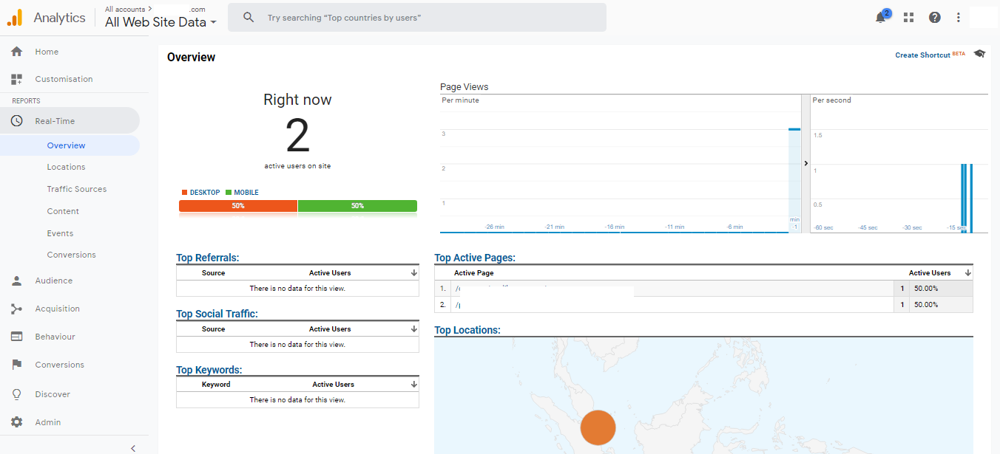 Analytics
All accounts > .com
All Web Site Data
Try searching “Top countries by users”
2
Home
Customisation
REPORTS
Real-Time
Overview
Locations
Traffic Sources
Content
Events
Conversions
Audience
Acquisition
Behaviour
Conversions
Discover
Admin
Overview
Create Shortcut BETA
Right now
2
active users on site
DESKTOP MOBILE
50% 50%
Page Views
Per minute
3
2
1
-26 min -21 min -16 min -11 min -6 min
min
-1
Per second
1.5
1
0.5
-60 sec -45 sec -30 sec -15 sec
Top Referrals:
Source Active Users
There is no data for this view.
Top Social Traffic:
Source Active Users
There is no data for this view.
Top Keywords:
Keyword Active Users
There is no data for this view.
Top Active Pages:
Active Page Active Users
1. 1 50.00%
2. 1 50.00%
Top Locations: